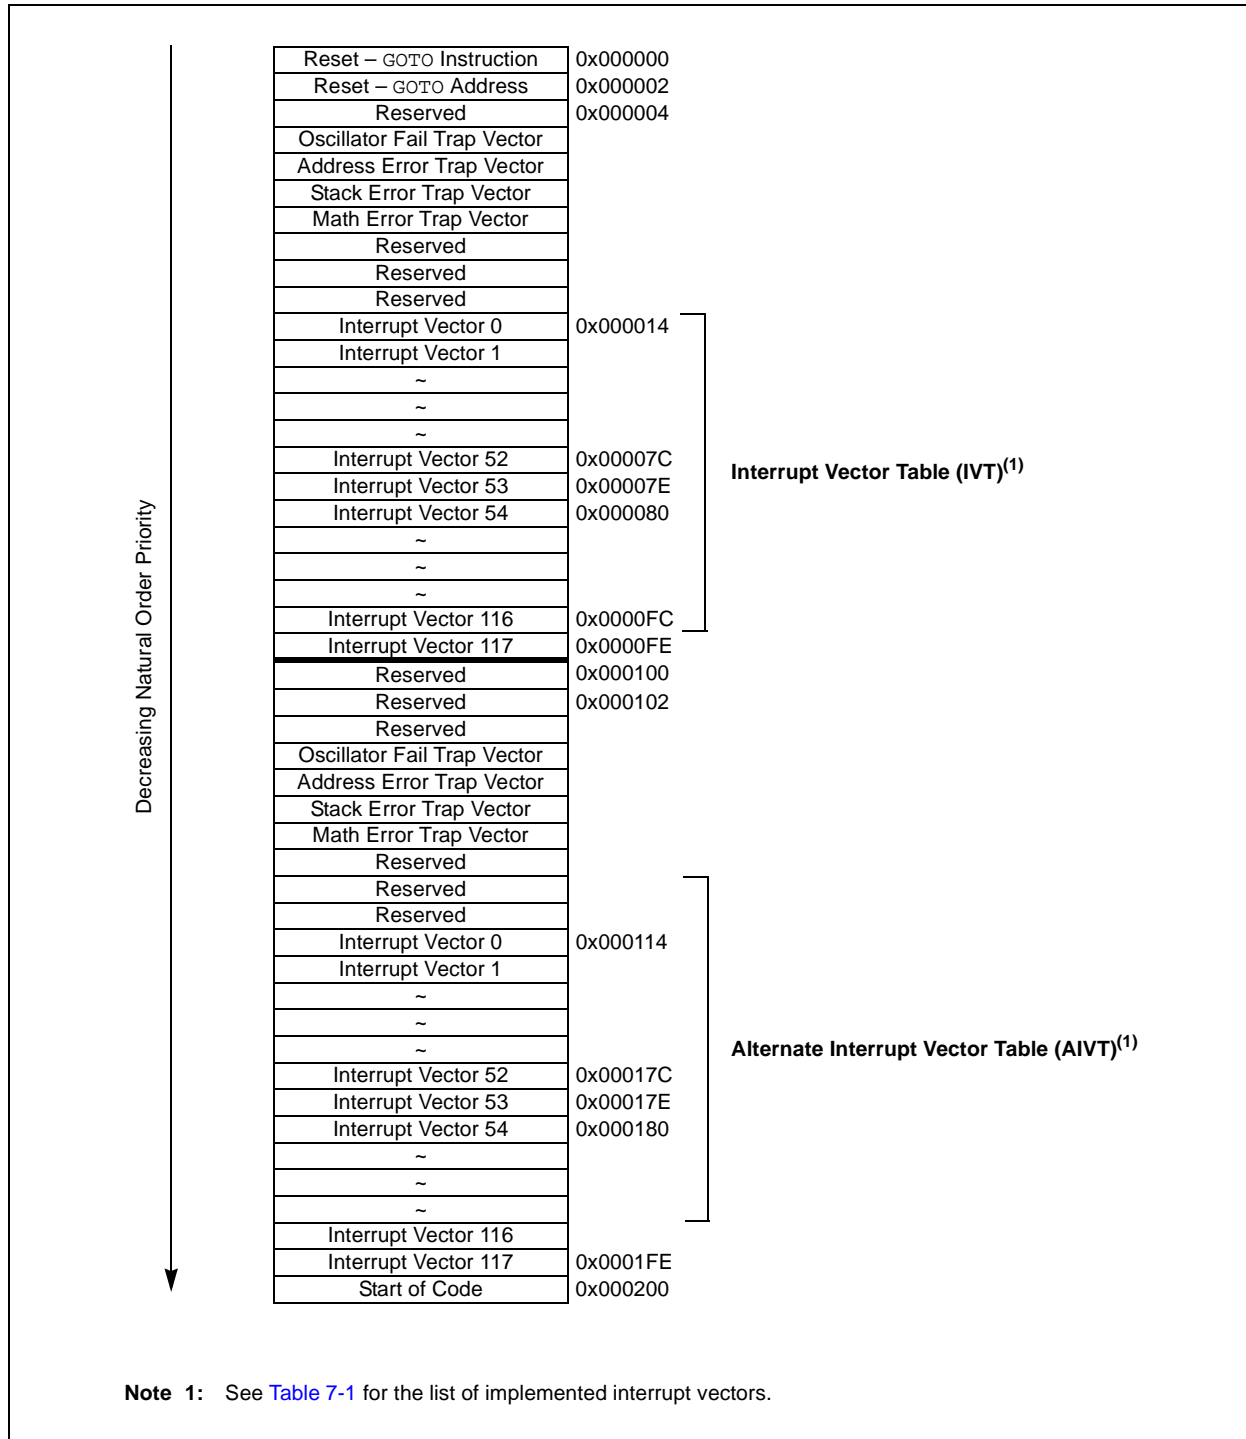 Reset – GOTO Instruction 0x000000
Reset – GOTO Address 0x000002
Reserved 0x000004
Oscillator Fail Trap Vector
Address Error Trap Vector
Stack Error Trap Vector
Math Error Trap Vector
Reserved
Reserved
Reserved
Interrupt Vector 0 0x000014
Interrupt Vector 1
~
~
~
Interrupt Vector 52 0x00007C
Interrupt Vector 53 0x00007E
Interrupt Vector 54 0x000080
~
~
~
Interrupt Vector 116 0x0000FC
Interrupt Vector 117 0x0000FE
Reserved 0x000100
Reserved 0x000102
Reserved
Oscillator Fail Trap Vector
Address Error Trap Vector
Stack Error Trap Vector
Math Error Trap Vector
Reserved
Reserved
Reserved
Interrupt Vector 0 0x000114
Interrupt Vector 1
~
~
~
Interrupt Vector 52 0x00017C
Interrupt Vector 53 0x00017E
Interrupt Vector 54 0x000180
~
~
~
Interrupt Vector 116
Interrupt Vector 117 0x0001FE
Start of Code 0x000200
Decreasing Natural Order Priority
Interrupt Vector Table (IVT)(1)
Alternate Interrupt Vector Table (AIVT)(1)
Note 1: See Table 7-1 for the list of implemented interrupt vectors.